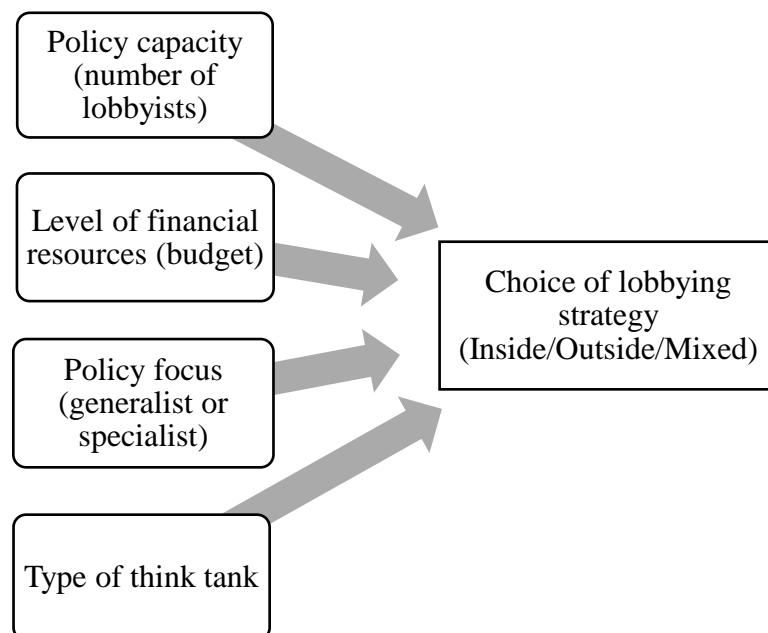 Policy capacity
(number of
lobbyists)
Level of financial
resources (budget)
Policy focus
(generalist or
specialist)
Type of think tank
Choice of lobbying
strategy
(Inside/Outside/Mixed)